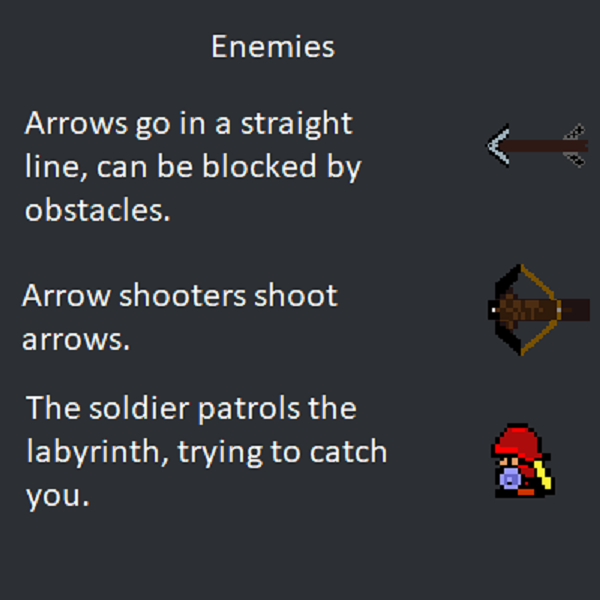 Enemies
Arrows go in a straight
line, can be blocked by
obstacles.
Arrow shooters shoot
arrows.
The soldier patrols the
labyrinth, trying to catch
you.